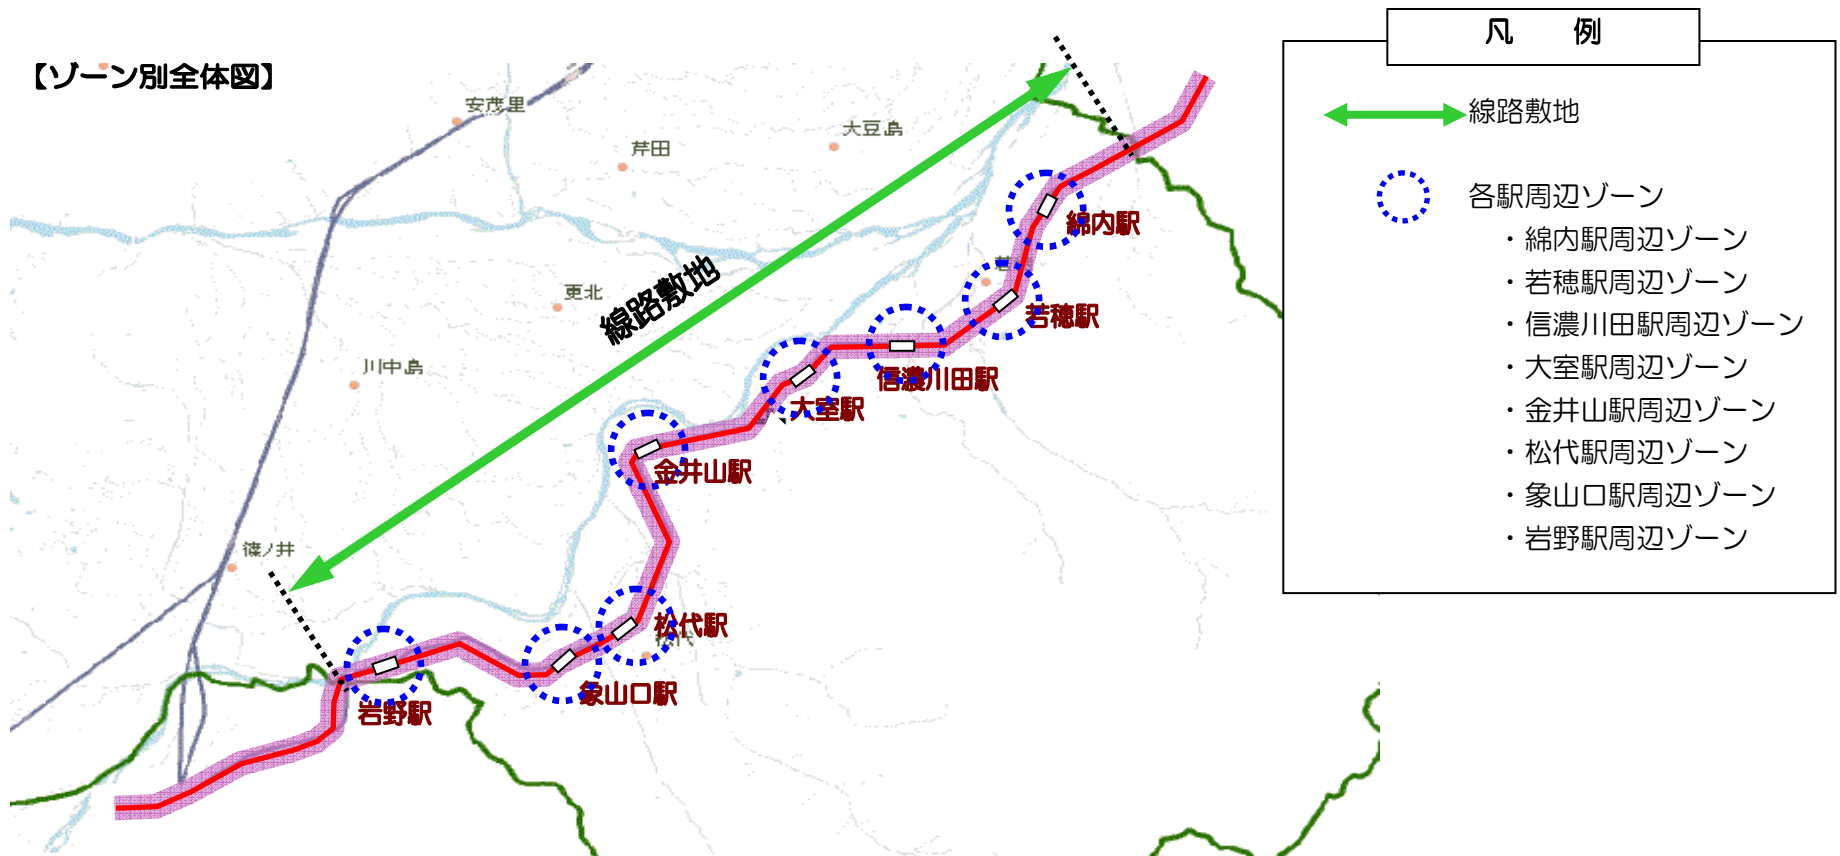 【ゾーン別全体図】
安茂里
芹田
大豆島
更北
川中島
篠ノ井
線路敷地
綿内駅
若穂駅
信濃川田駅
大室駅
金井山駅
松代駅
松代
象山口駅
岩野駅
凡 例
線路敷地
各駅周辺ゾーン
・綿内駅周辺ゾーン
・若穂駅周辺ゾーン
・信濃川田駅周辺ゾーン
・大室駅周辺ゾーン
・金井山駅周辺ゾーン
・松代駅周辺ゾーン
・象山口駅周辺ゾーン
・岩野駅周辺ゾーン